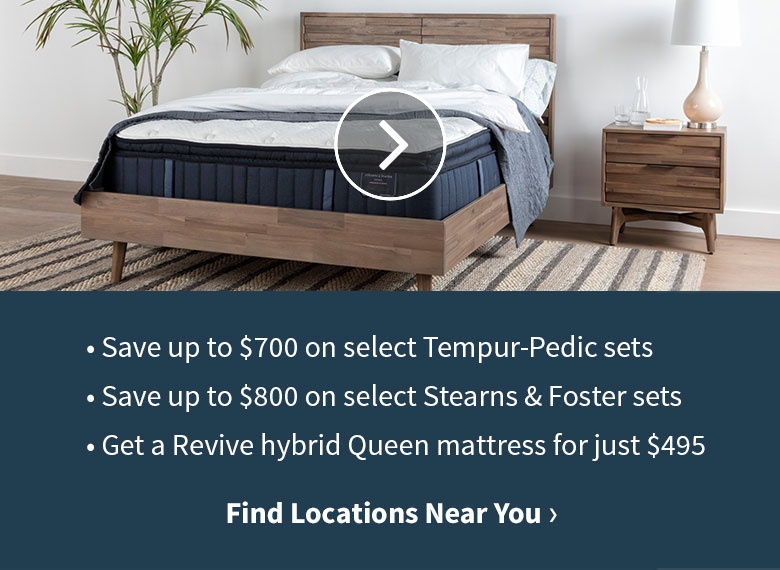 • Save up to $700 on select Tempur-Pedic sets
• Save up to $800 on select Stearns & Foster sets
• Get a Revive hybrid Queen mattress for just $495
Find Locations Near You ›